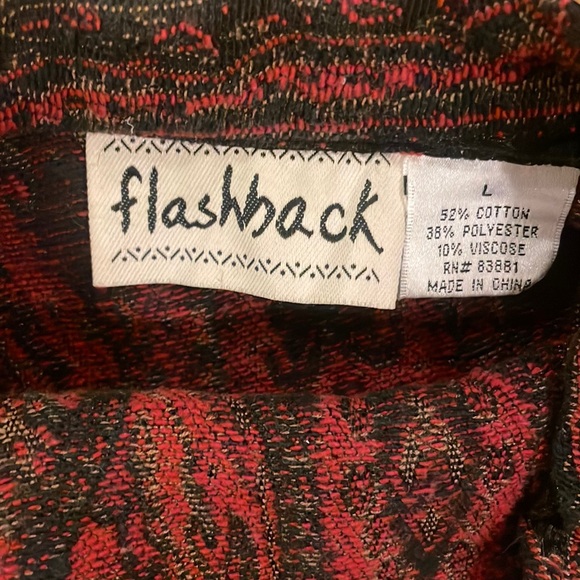 flashback
L
52% COTTON
38% POLYESTER
10% VISCOSE
RN# 83881
MADE IN CHINA